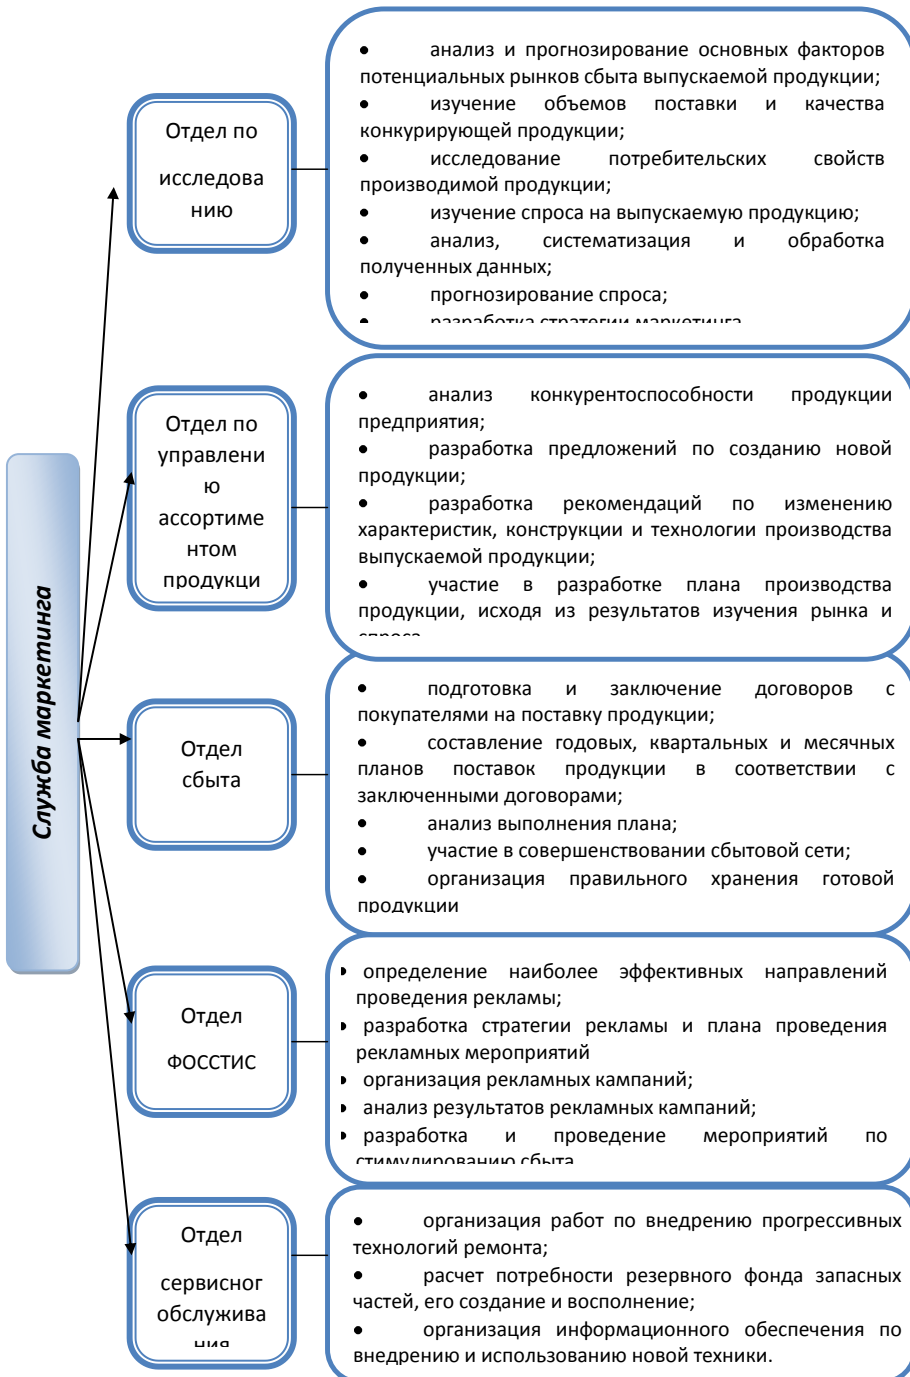 Служба маркетинга
Отдел по
исследова
нию
• анализ и прогнозирование основных факторов
потенциальных рынков сбыта выпускаемой продукции;
• изучение объемов поставки и качества
конкурирующей продукции;
• исследование потребительских свойств
производимой продукции;
• изучение спроса на выпускаемую продукцию;
• анализ, систематизация и обработка
полученных данных;
• прогнозирование спроса;
• разработка стратегии маркетинга
Отдел по
управлени
ю
ассортиме
нтом
продукци
• анализ конкурентоспособности продукции
предприятия;
• разработка предложений по созданию новой
продукции;
• разработка рекомендаций по изменению
характеристик, конструкции и технологии производства
выпускаемой продукции;
• участие в разработке плана производства
продукции, исходя из результатов изучения рынка и
спроса
Отдел
сбыта
• подготовка и заключение договоров с
покупателями на поставку продукции;
• составление годовых, квартальных и месячных
планов поставок продукции в соответствии с
заключенными договорами;
• анализ выполнения плана;
• участие в совершенствовании сбытовой сети;
• организация правильного хранения готовой
продукции
Отдел
ФОССТИС
• определение наиболее эффективных направлений
проведения рекламы;
• разработка стратегии рекламы и плана проведения
рекламных мероприятий
• организация рекламных кампаний;
• анализ результатов рекламных кампаний;
• разработка и проведение мероприятий по
стимулированию сбыта
Отдел
сервисног
обслужива
ния
• организация работ по внедрению прогрессивных
технологий ремонта;
• расчет потребности резервного фонда запасных
частей, его создание и восполнение;
• организация информационного обеспечения по
внедрению и использованию новой техники.